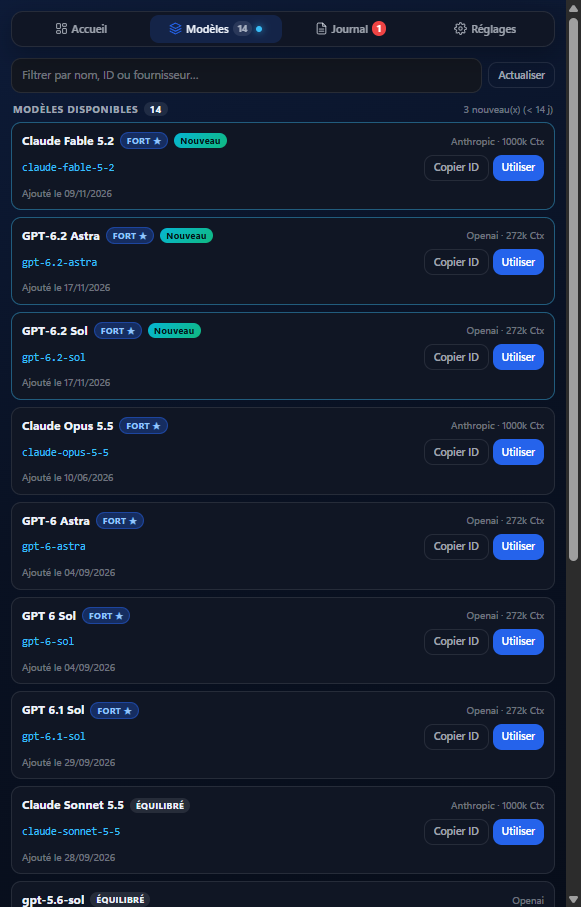 Accueil Modèles 14 Journal 1 Réglages
Filtrer par nom, ID ou fournisseur... Actualiser
MODÈLES DISPONIBLES 14 3 nouveau(x) (< 14 j)
Claude Fable 5.2 FORT ★ Nouveau Anthropic · 1000k Ctx
claude-fable-5-2 Copier ID Utiliser
Ajouté le 09/11/2026
GPT-6.2 Astra FORT ★ Nouveau Openai · 272k Ctx
gpt-6.2-astra Copier ID Utiliser
Ajouté le 17/11/2026
GPT-6.2 Sol FORT ★ Nouveau Openai · 272k Ctx
gpt-6.2-sol Copier ID Utiliser
Ajouté le 17/11/2026
Claude Opus 5.5 FORT ★ Anthropic · 1000k Ctx
claude-opus-5-5 Copier ID Utiliser
Ajouté le 10/06/2026
GPT-6 Astra FORT ★ Openai · 272k Ctx
gpt-6-astra Copier ID Utiliser
Ajouté le 04/09/2026
GPT 6 Sol FORT ★ Openai · 272k Ctx
gpt-6-sol Copier ID Utiliser
Ajouté le 04/09/2026
GPT 6.1 Sol FORT ★ Openai · 272k Ctx
gpt-6.1-sol Copier ID Utiliser
Ajouté le 29/09/2026
Claude Sonnet 5.5 ÉQUILIBRÉ Anthropic · 1000k Ctx
claude-sonnet-5-5 Copier ID Utiliser
Ajouté le 28/09/2026
gpt-5.6-sol ÉQUILIBRÉ Openai